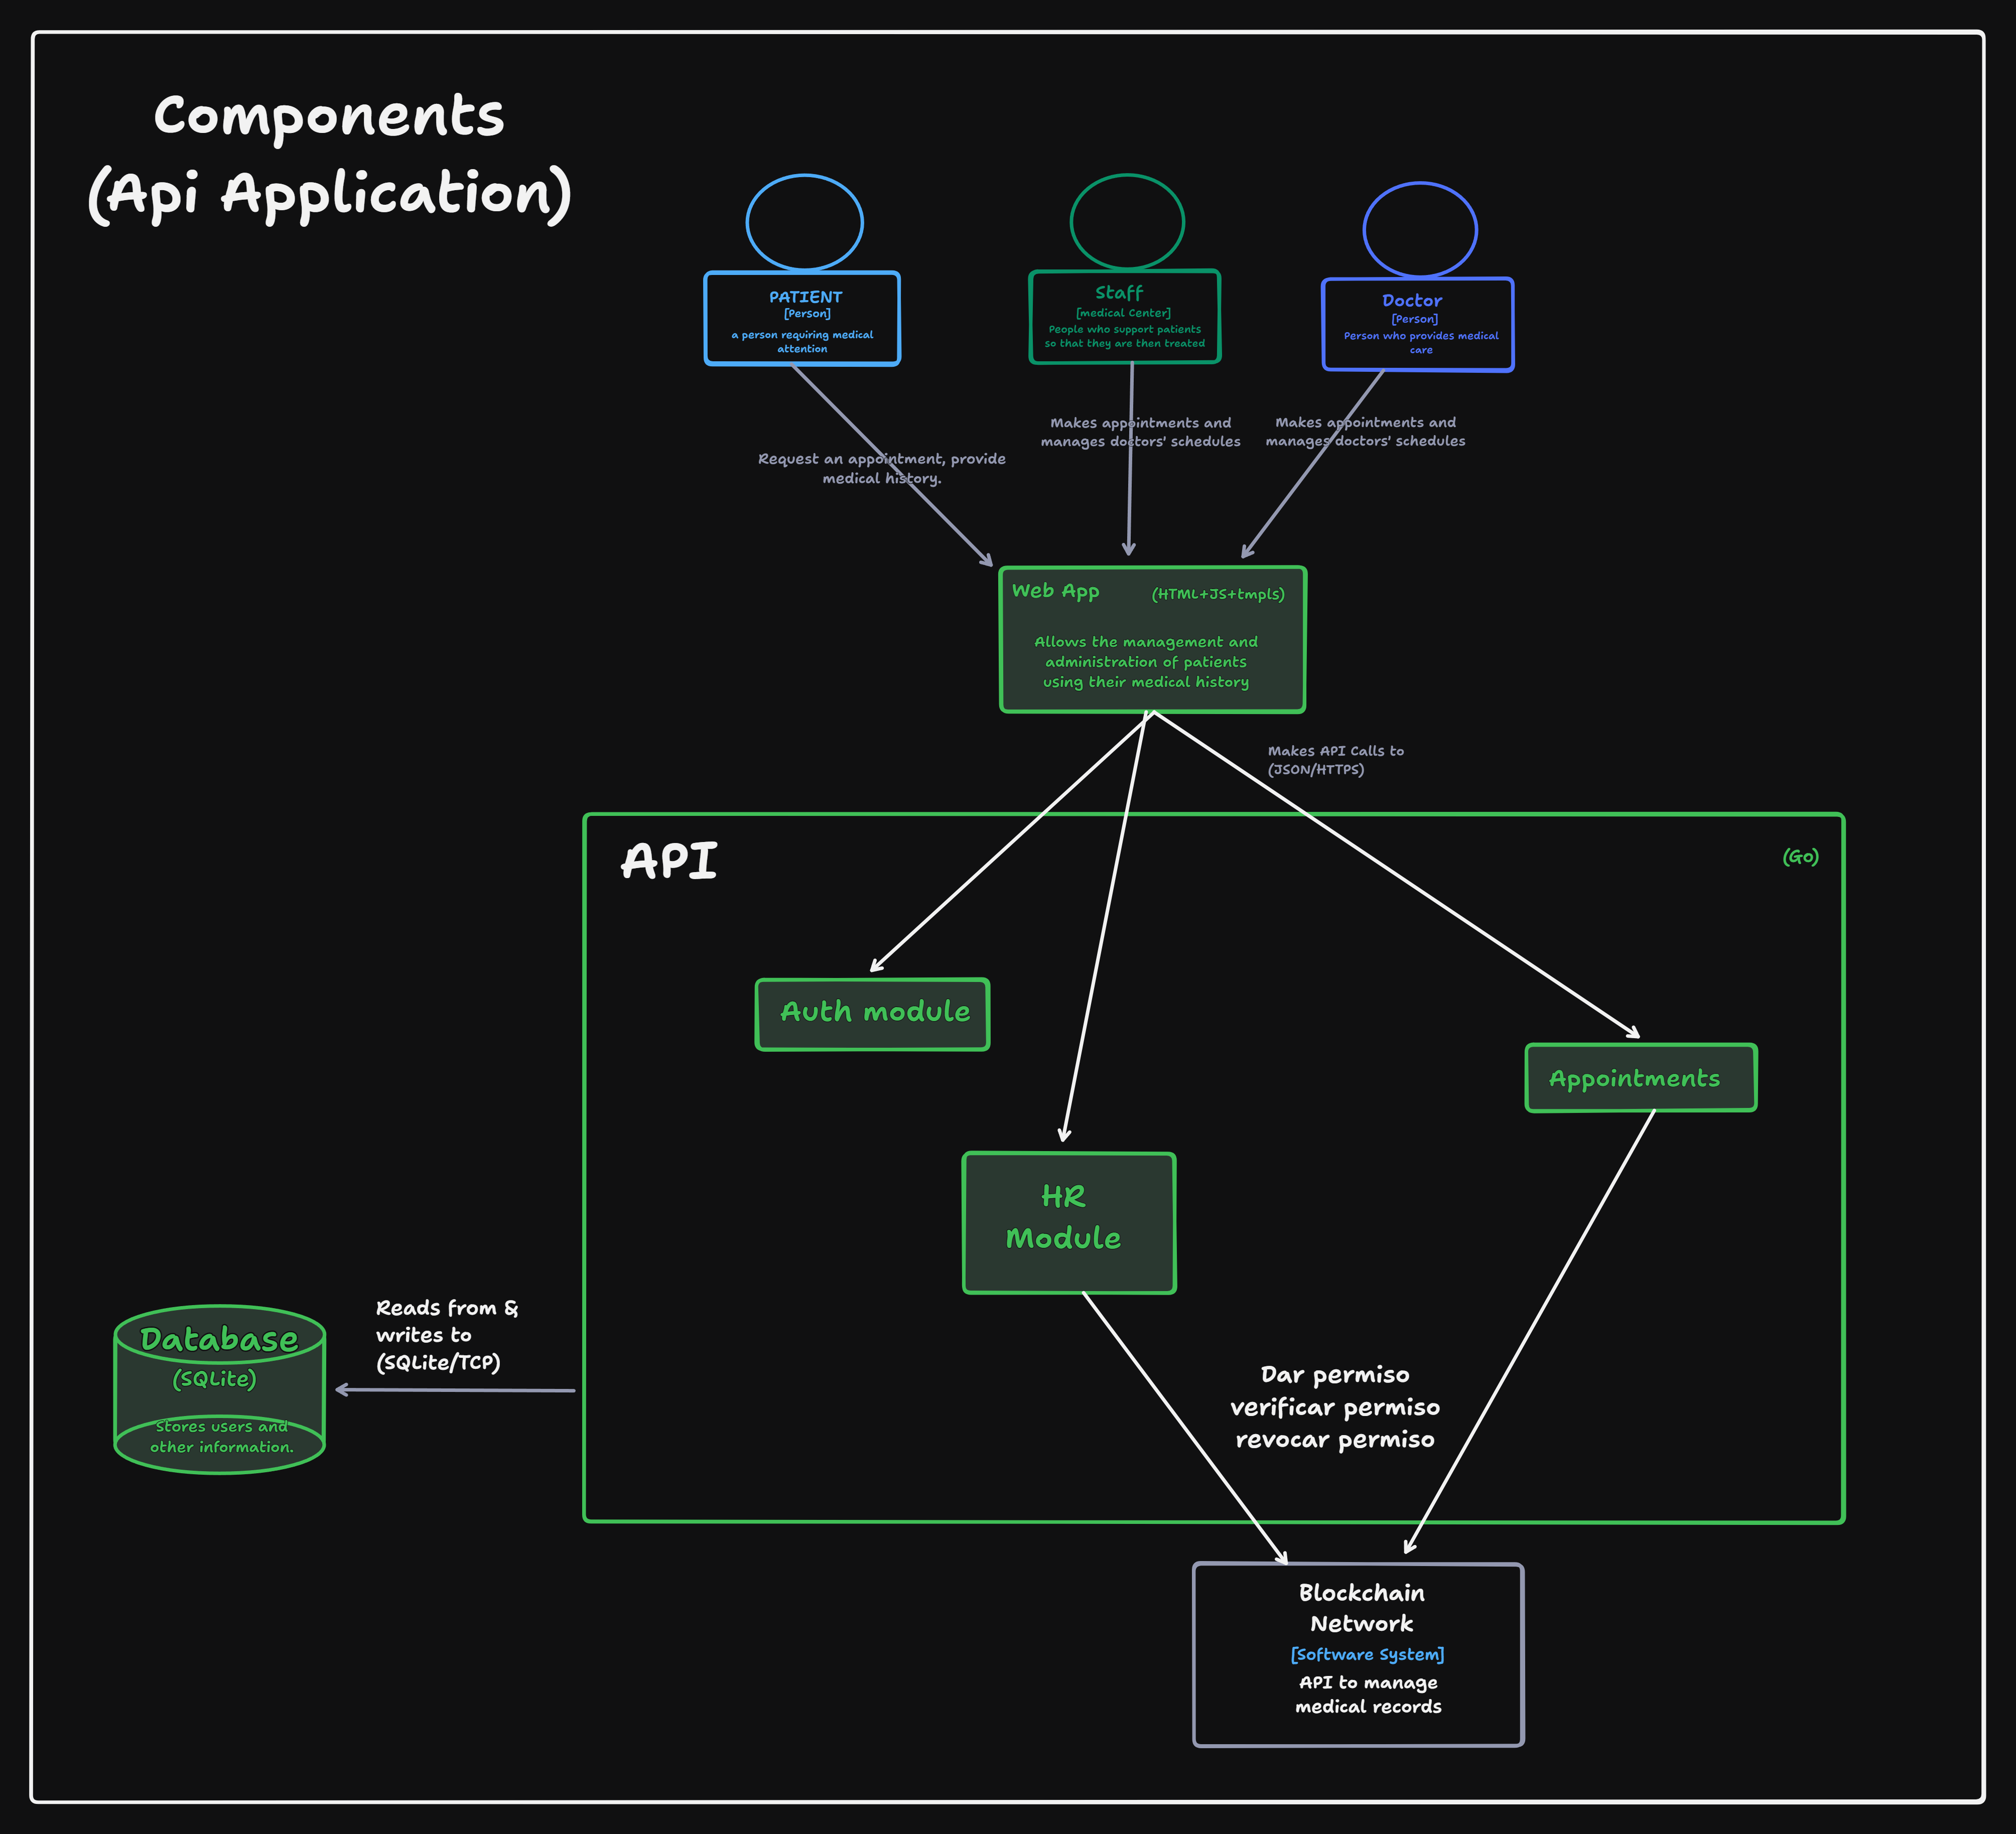 Components
(Api Application)
PATIENT
[Person]
a person requiring medical
attention
Staff
[medical Center]
People who support patients
so that they are then treated
Doctor
[Person]
Person who provides medical
care
Request an appointment, provide
medical history.
Makes appointments and
manages doctors' schedules
Makes appointments and
manages doctors' schedules
Web App
(HTML+JS+tmpls)
Allows the management and
administration of patients
using their medical history
Makes API Calls to
(JSON/HTTPS)
API
(Go)
Auth module
Appointments
HR
Module
Database
(SQLite)
Stores users and
other information.
Reads from &
writes to
(SQLite/TCP)
Dar permiso
verificar permiso
revocar permiso
Blockchain
Network
[Software System]
API to manage
medical records